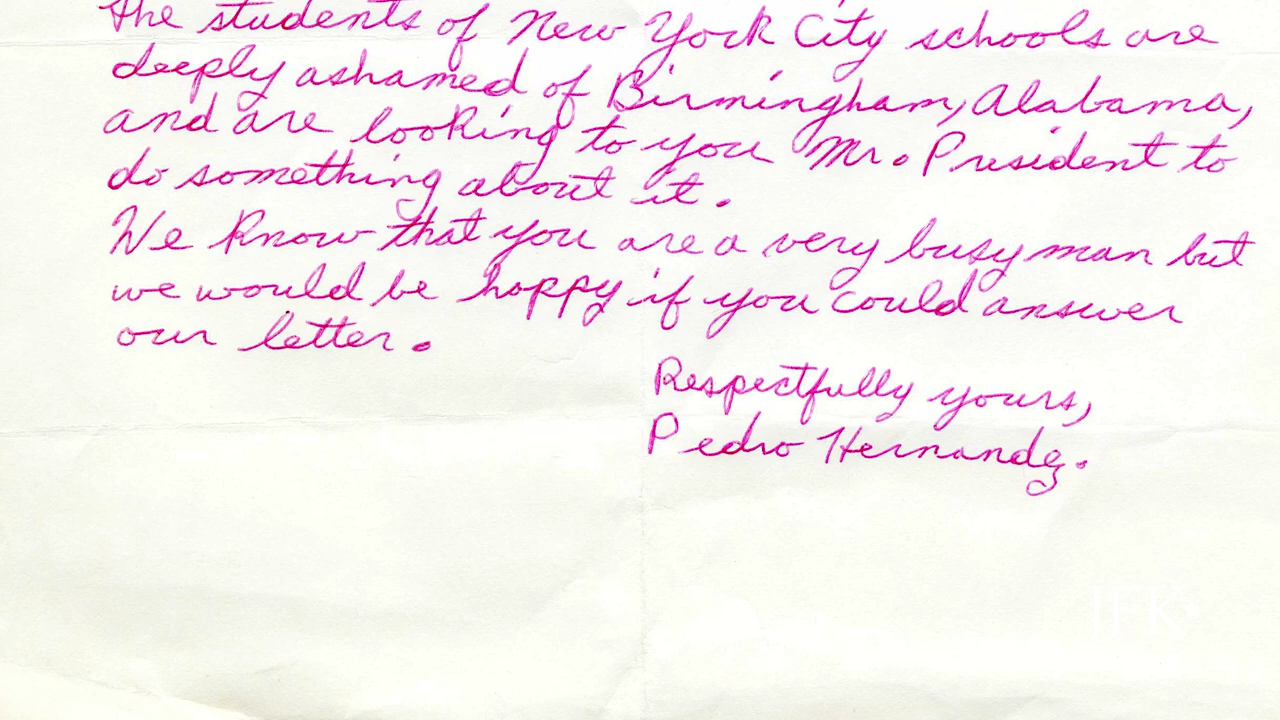 The students of New York City schools are
deeply ashamed of Birmingham, Alabama,
and are looking to you Mr. President to
do something about it.
We know that you are a very busy man but
we would be happy if you could answer
our letter.
Respectfully yours,
Pedro Hernandez.
JFK